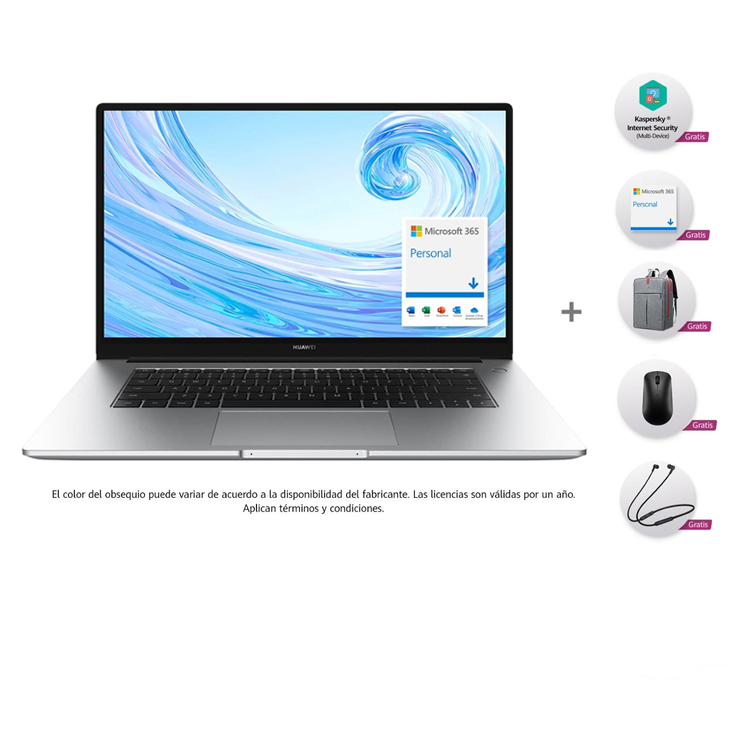 Kaspersky ®
Internet Security
(Multi-Device)
Gratis
Microsoft 365
Personal
Gratis
Microsoft 365
Personal
HUAWEI
Gratis
Gratis
Gratis
El color del obsequio puede variar de acuerdo a la disponibilidad del fabricante. Las licencias son válidas por un año.
Aplican términos y condiciones.